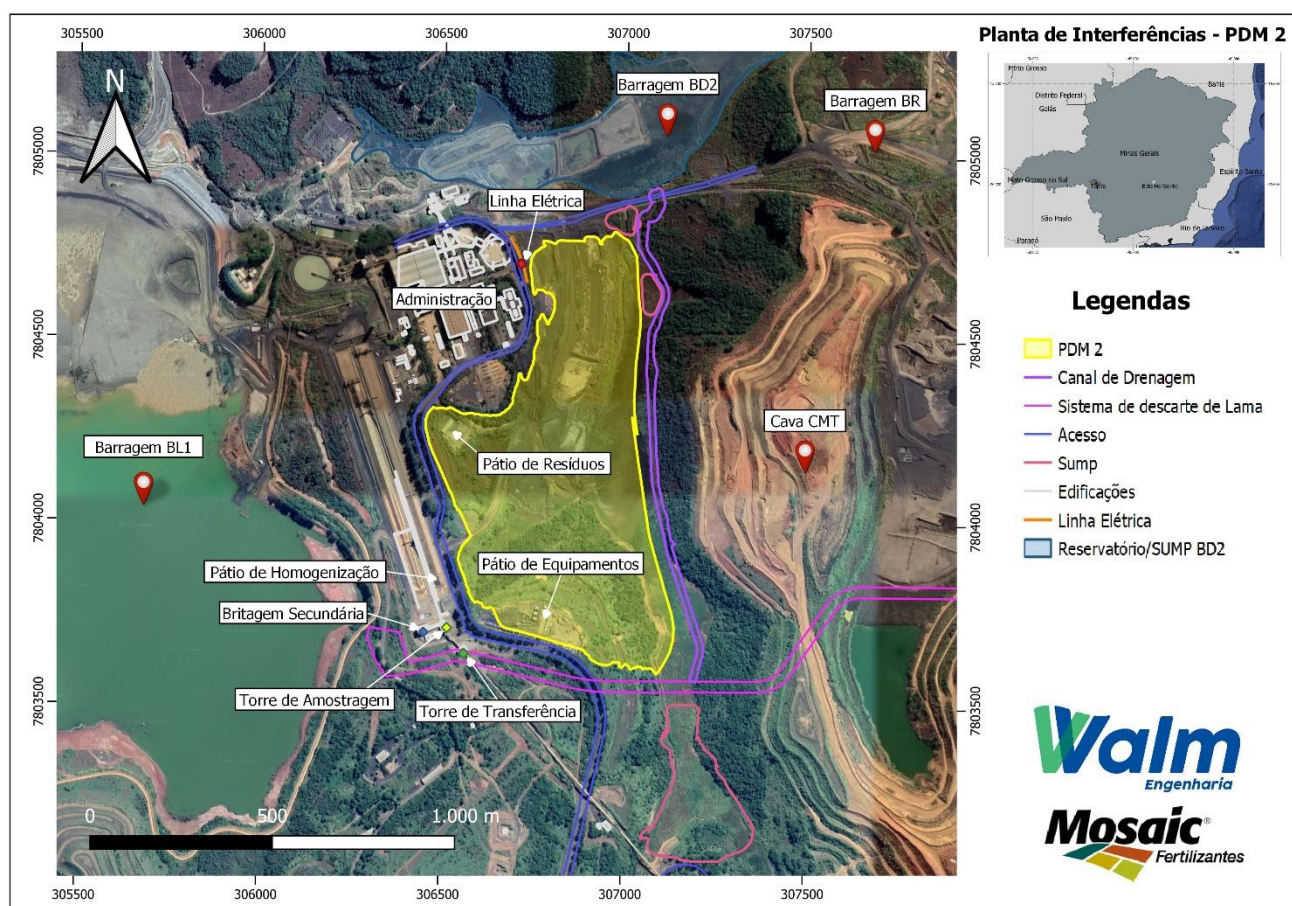 305500
306000
306500
307000
307500
Planta de Interferências - PDM 2
Mato Grosso
Distrito Federal
Goiás
Bahia
Minas Gerais
Mato Grosso do Sul
Belo Horizonte
Espírito Santo
São Paulo
Rio de Janeiro
Paraná
N
Barragem BD2
Barragem BR
7805000
7805000
Linha Elétrica
Administração
7804500
7804500
Barragem BL1
Pátio de Resíduos
Cava CMT
7804000
7804000
Pátio de Homogenização
Pátio de Equipamentos
Britagem Secundária
Torre de Amostragem
Torre de Transferência
7803500
7803500
0
500
1.000 m
305500
306000
306500
307000
307500
Legendas
PDM 2
Canal de Drenagem
Sistema de descarte de Lama
Acesso
Sump
Edificações
Linha Elétrica
Reservatório/SUMP BD2
Walm
Engenharia
Mosaic®
Fertilizantes